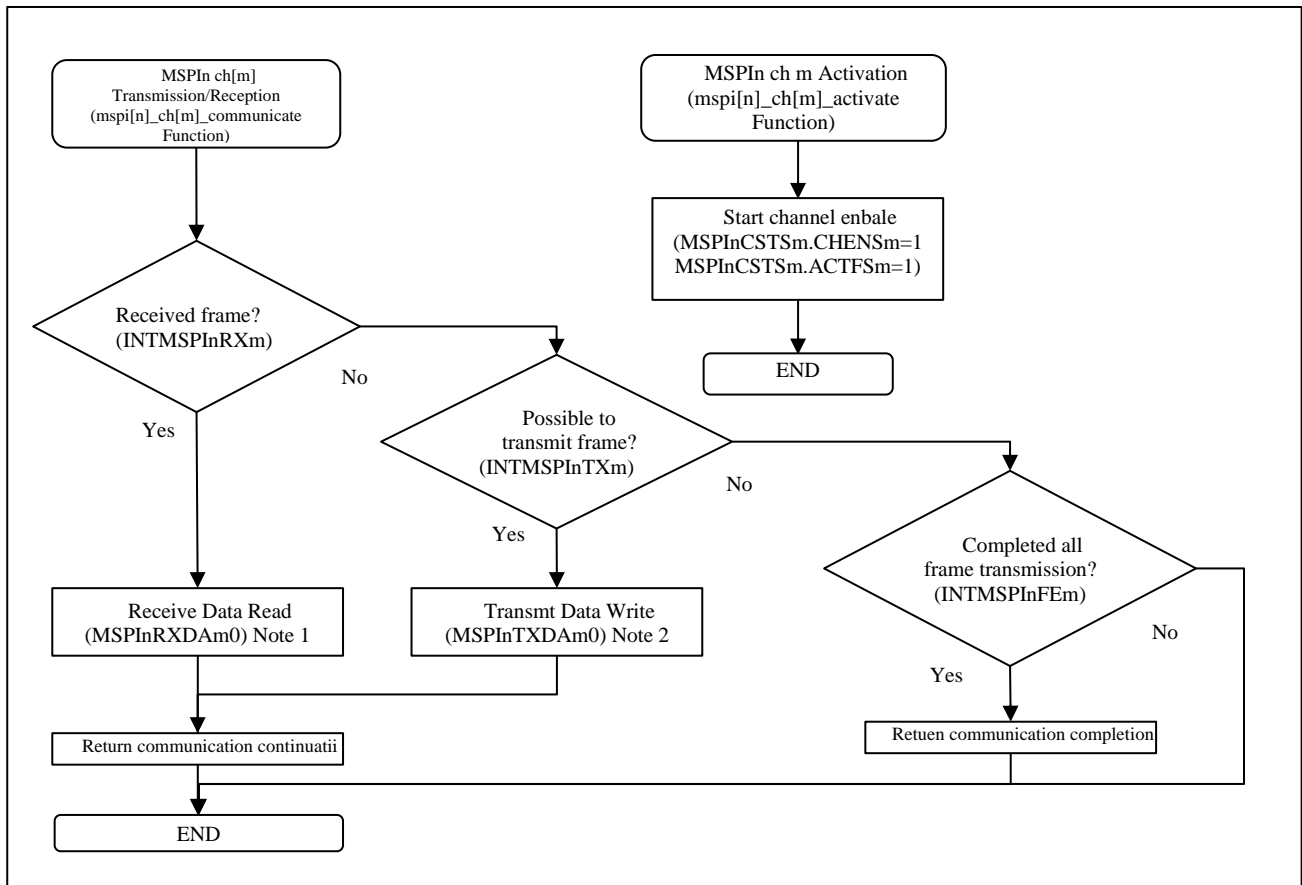 MSPIn ch[m]
Transmission/Reception
(mspi[n]_ch[m]_communicate
Function)
Received frame?
(INTMSPInRXm)
No
Yes
Possible to
transmit frame?
(INTMSPInTXm)
No
Yes
Completed all
frame transmission?
(INTMSPInFEm)
No
Yes
Receive Data Read
(MSPInRXDAm0) Note 1
Transmt Data Write
(MSPInTXDAm0) Note 2
Return communication continuatii
Retuen communication completion
END
MSPIn ch m Activation
(mspi[n]_ch[m]_activate
Function)
Start channel enbale
(MSPInCSTSm.CHENSm=1
MSPInCSTSm.ACTFSm=1)
END